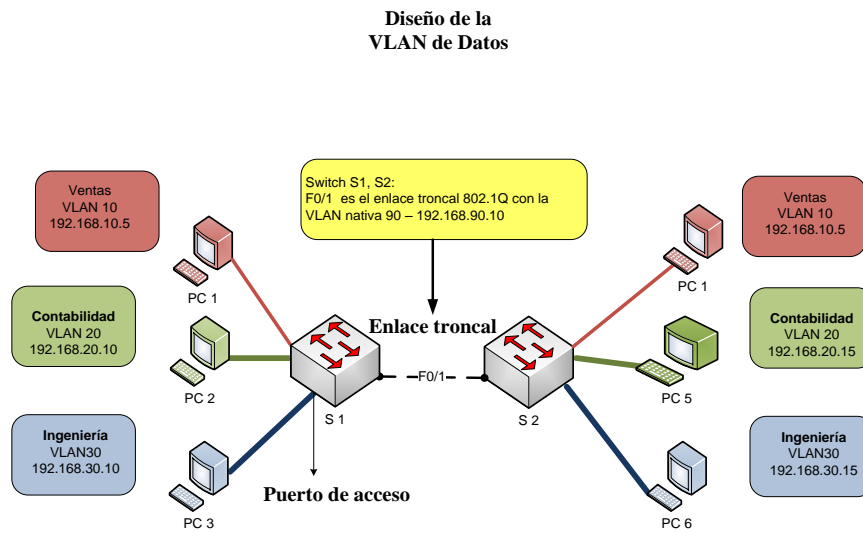 Diseño de la
VLAN de Datos
Ventas
VLAN 10
192.168.10.5
PC 1
Contabilidad
VLAN 20
192.168.20.10
PC 2
Ingeniería
VLAN30
192.168.30.10
PC 3
Switch S1, S2:
F0/1 es el enlace troncal 802.1Q con la
VLAN nativa 90 – 192.168.90.10
Enlace troncal
F0/1
S 1
S 2
Puerto de acceso
Ventas
VLAN 10
192.168.10.5
PC 1
Contabilidad
VLAN 20
192.168.20.15
PC 5
Ingeniería
VLAN30
192.168.30.15
PC 6